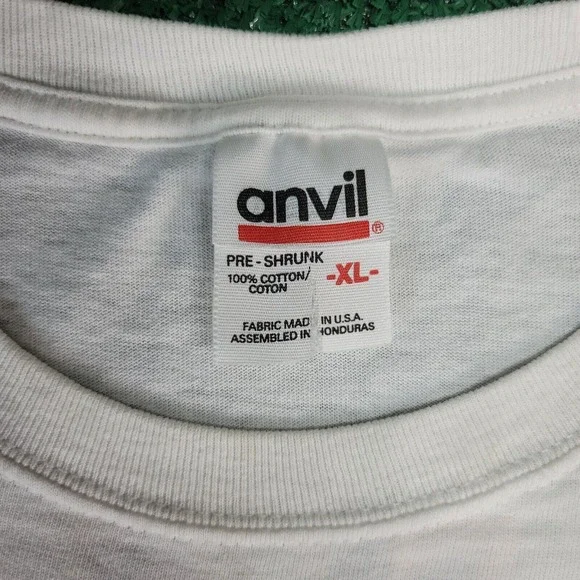 anvil®
PRE-SHRUNK
100% COTTON/
COTON
-XL-
FABRIC MADE IN U.S.A.
ASSEMBLED IN HONDURAS